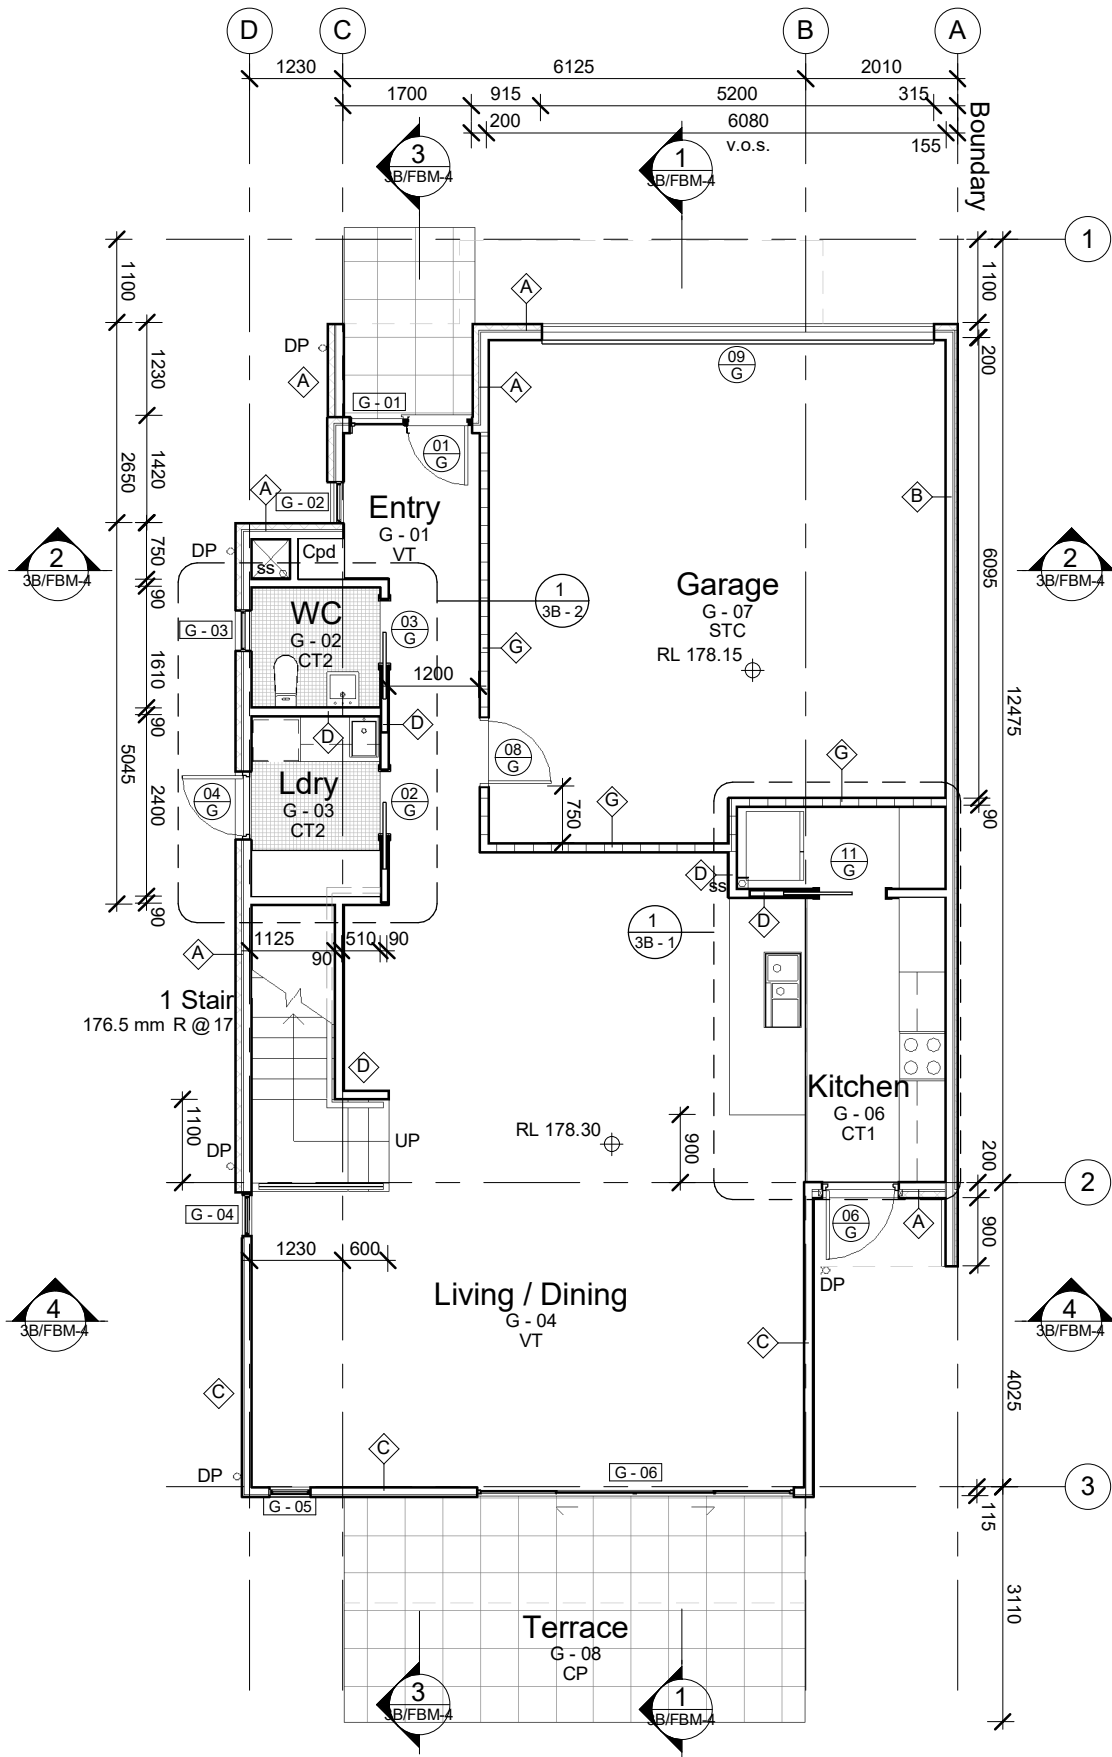 D
C
B
A
1230
6125
2010
1700
915
5200
315
200
6080
155
v.o.s.
Boundary
3
3B/FBM-4
1
3B/FBM-4
1
1100
1100
A
DP
09
G
200
1230
A
A
G - 01
01
G
2650
1420
A
G - 02
Entry
G - 01
VT
B
2
3B/FBM-4
DP
750
ss
Cpd
2
3B/FBM-4
6095
90
WC
G - 02
CT2
1
3B - 2
Garage
G - 07
STC
RL 178.15
G - 03
03
G
G
1610
1200
12475
90
D
D
5045
08
G
G
Ldry
G - 03
CT2
04
G
02
G
2400
750
G
90
11
G
D
ss
D
90
1
3B - 1
1125
510
90
90
A
1 Stair
176.5 mm R @ 17
D
Kitchen
G - 06
CT1
1100
UP
RL 178.30
900
DP
200
2
G - 04
06
G
A
900
1230
600
DP
Living / Dining
G - 04
VT
4
3B/FBM-4
4
3B/FBM-4
C
C
4025
C
DP
G - 06
G - 05
3
115
3110
Terrace
G - 08
CP
3
3B/FBM-4
1
3B/FBM-4